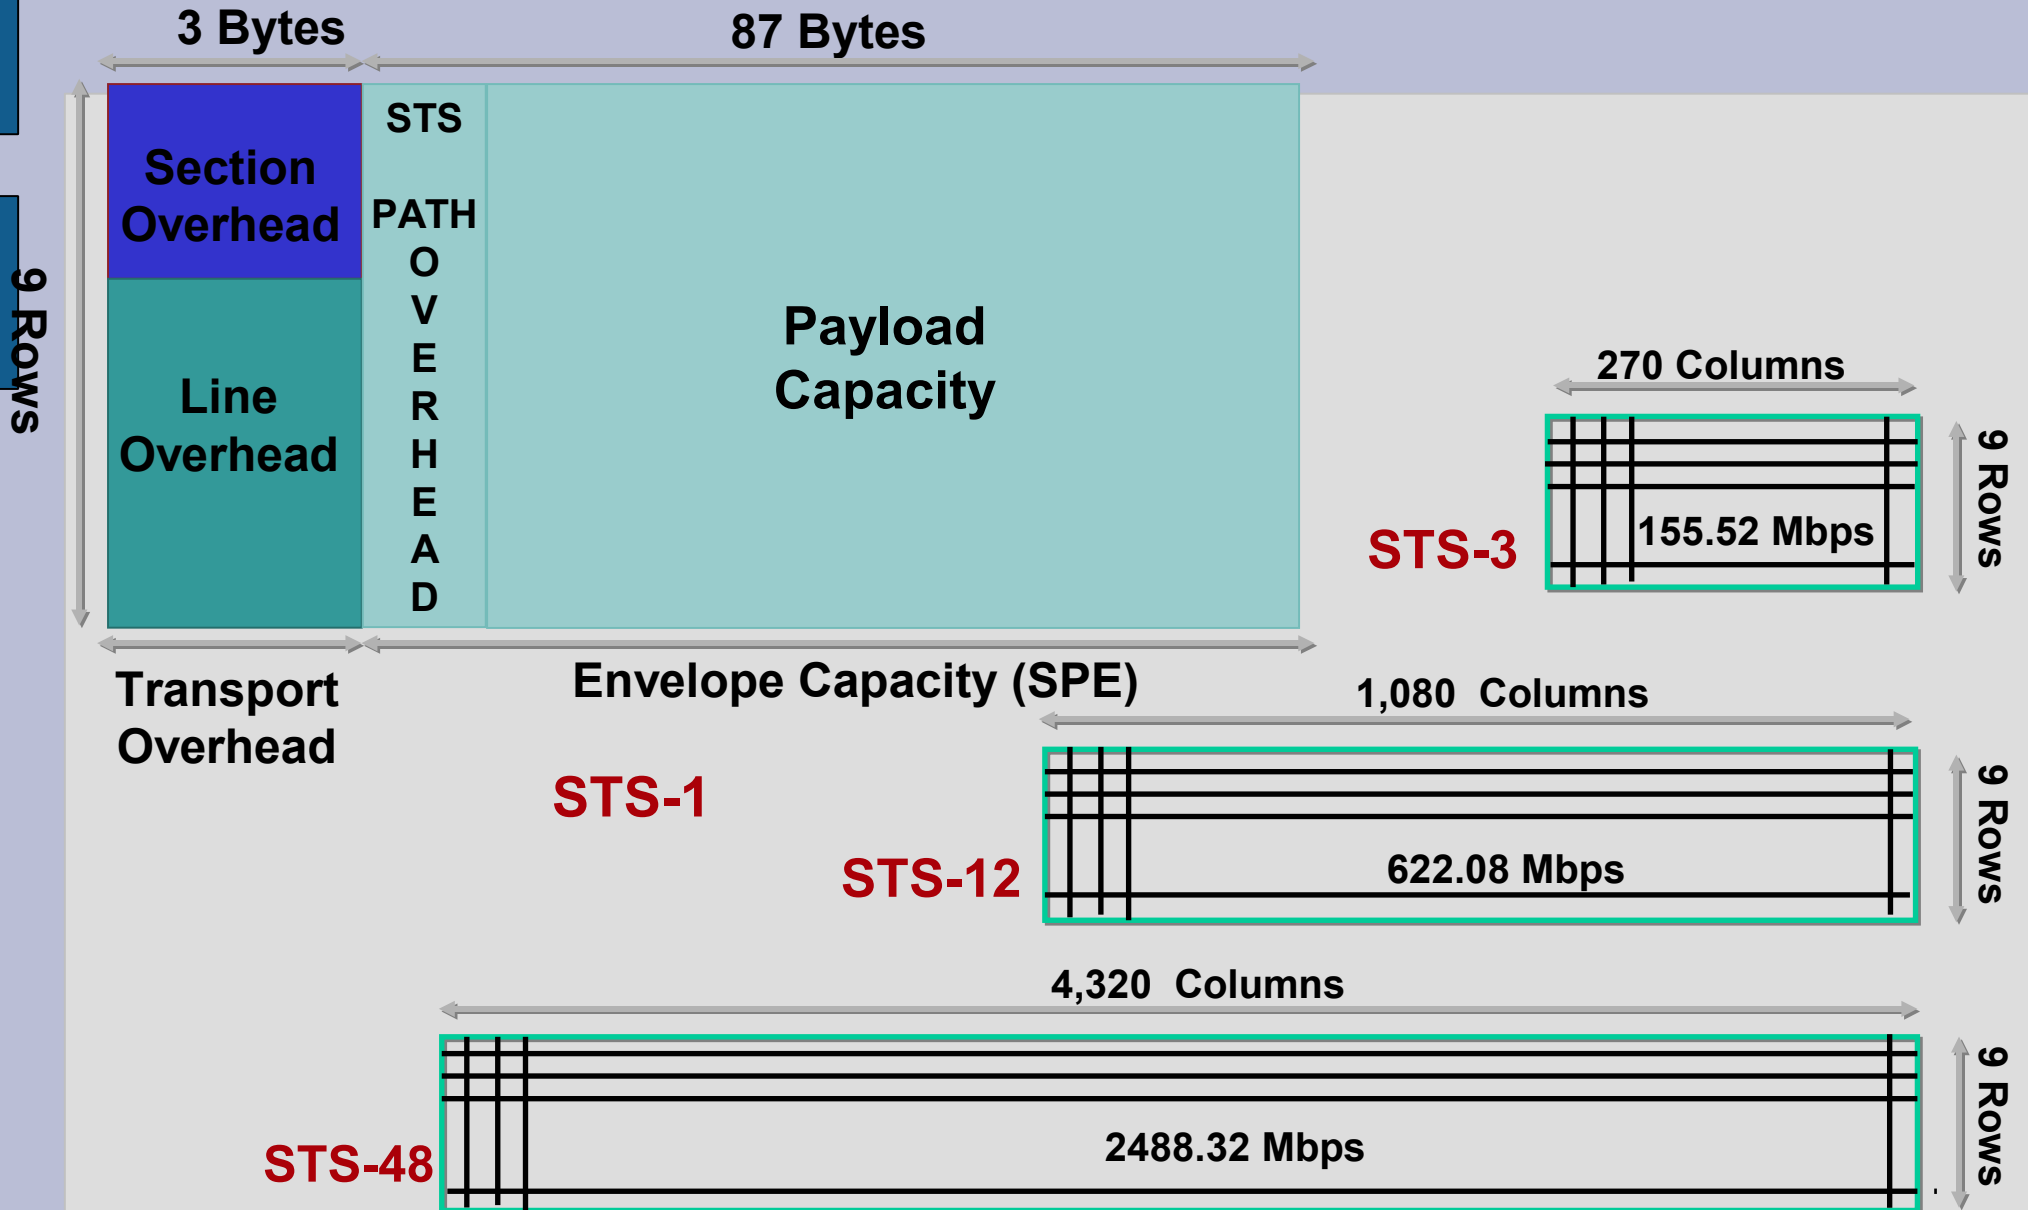 3 Bytes
87 Bytes
9 Rows
Section
Overhead
Line
Overhead
STS
PATH
O
V
E
R
H
E
A
D
Payload
Capacity
Transport
Overhead
Envelope Capacity (SPE)
STS-1
270 Columns
STS-3
155.52 Mbps
9 Rows
1,080 Columns
STS-12
622.08 Mbps
9 Rows
4,320 Columns
STS-48
2488.32 Mbps
9 Rows